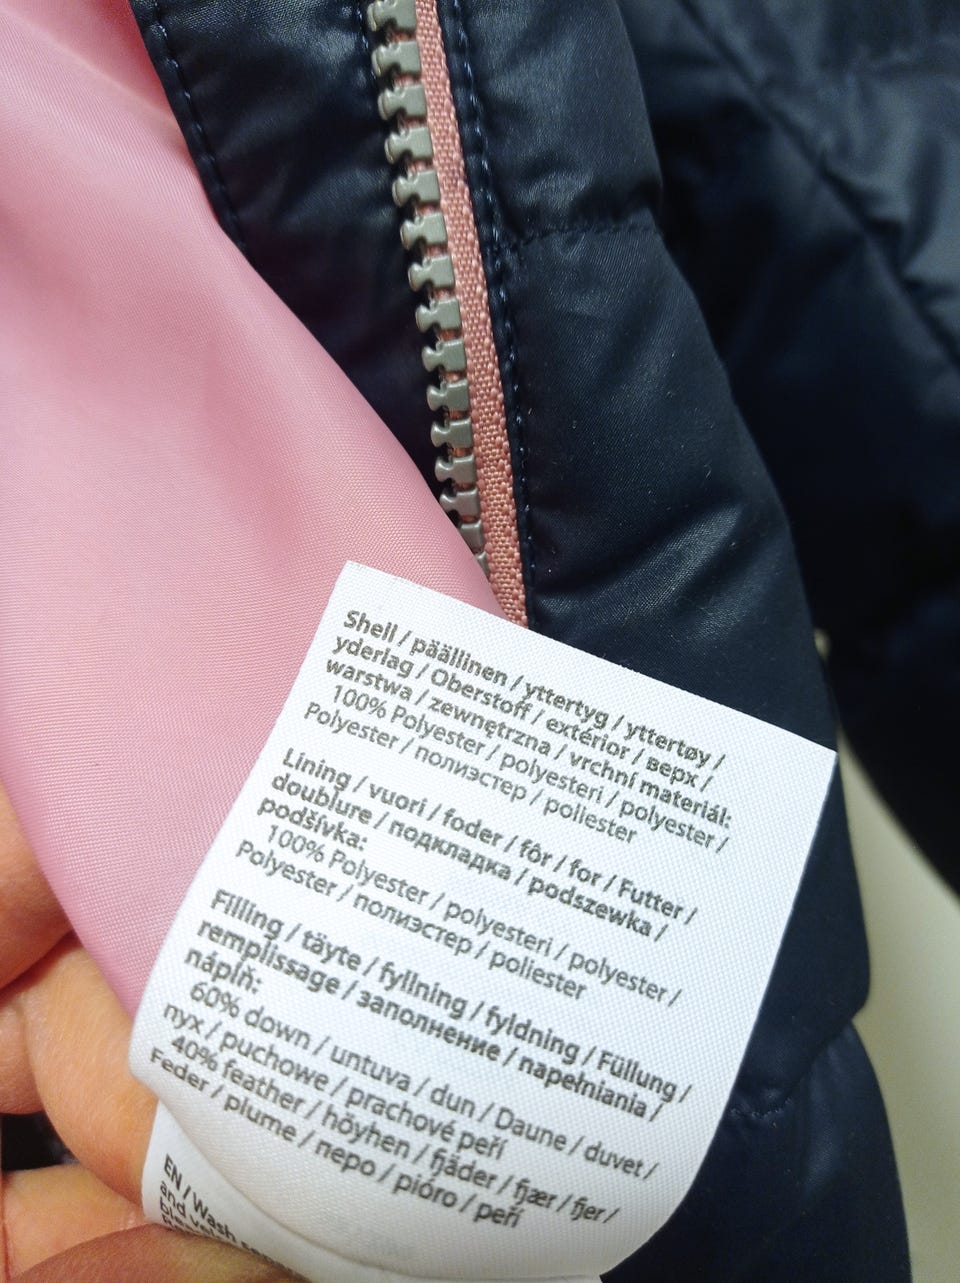 Shell / päällinen / yttertyg / yttertøy /
yderlag / Oberstoff / extérior / верх /
warstwa / zewnętrzna / vrchní materiál:
100% Polyester / polyesteri / polyester /
Polyester / полиэстер / poliester
Lining / vuori / foder / fôr / for / Futter /
doublure / подкладка / podszewka /
podšívka:
100% Polyester / polyesteri / polyester /
Polyester / полиэстер / poliester
Filling / täyte / fyllning / fyldning / Füllung /
remplissage / заполнение / napełniania /
náplň:
60% down / untuva / dun / Daune / duvet /
пух / puchowe / prachové peří
40% feather / höyhen / fjäder / fjær / fjer /
Feder / plume / перо / pióro / peří
EN / Wash
and